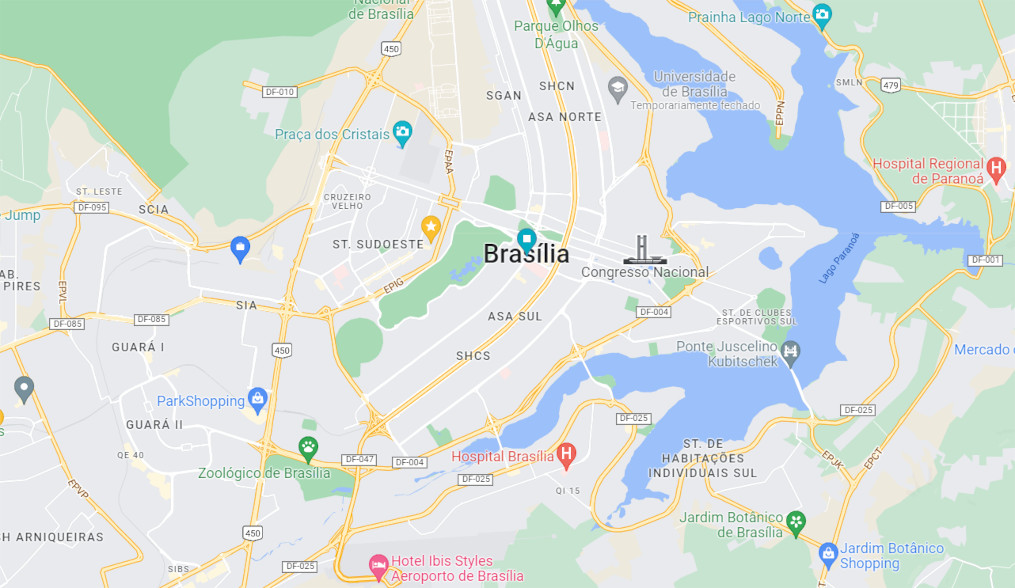 Nacional
de Brasília
Parque Olhos
D'Água
Prainha Lago Norte
450
SMLN
479
DF-010
SGAN
SHCN
Universidade
de Brasília
Temporariamente fechado
ASA NORTE
EPPN
Praça dos Cristais
EPAA
Hospital Regional
de Paranoá
ST. LESTE
DF-095
SCIA
CRUZEIRO
VELHO
DF-005
Jump
ST. SUDOESTE
Brasília
Congresso Nacional
Lago Paranoá
DF-001
AB.
PIRES
EPVL
EPIG
SIA
DF-085
DF-085
ASA SUL
DF-004
ST. DE CLUBES
ESPORTIVOS SUL
GUARÁ I
450
SHCS
Ponte Juscelino
Kubitschek
Mercado
ParkShopping
DF-025
DF-025
GUARÁ II
s
QE 40
ST. DE
HABITAÇÕES
INDIVIDUAIS SUL
Hospital Brasília
DF-047
DF-004
Zoológico de Brasília
DF-025
EPJK
EPCT
EPVP
QI 15
Jardim Botânico
de Brasília
H ARNIQUEIRAS
450
Jardim Botânico
Shopping
Hotel Ibis Styles
Aeroporto de Brasília
SIBS
DF-025